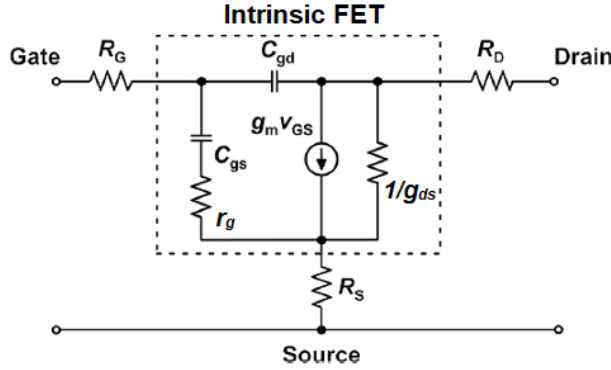 Intrinsic FET
Gate
R_G
C_gd
R_D
Drain
g_m v_GS
C_gs
r_g
1/g_ds
R_S
Source